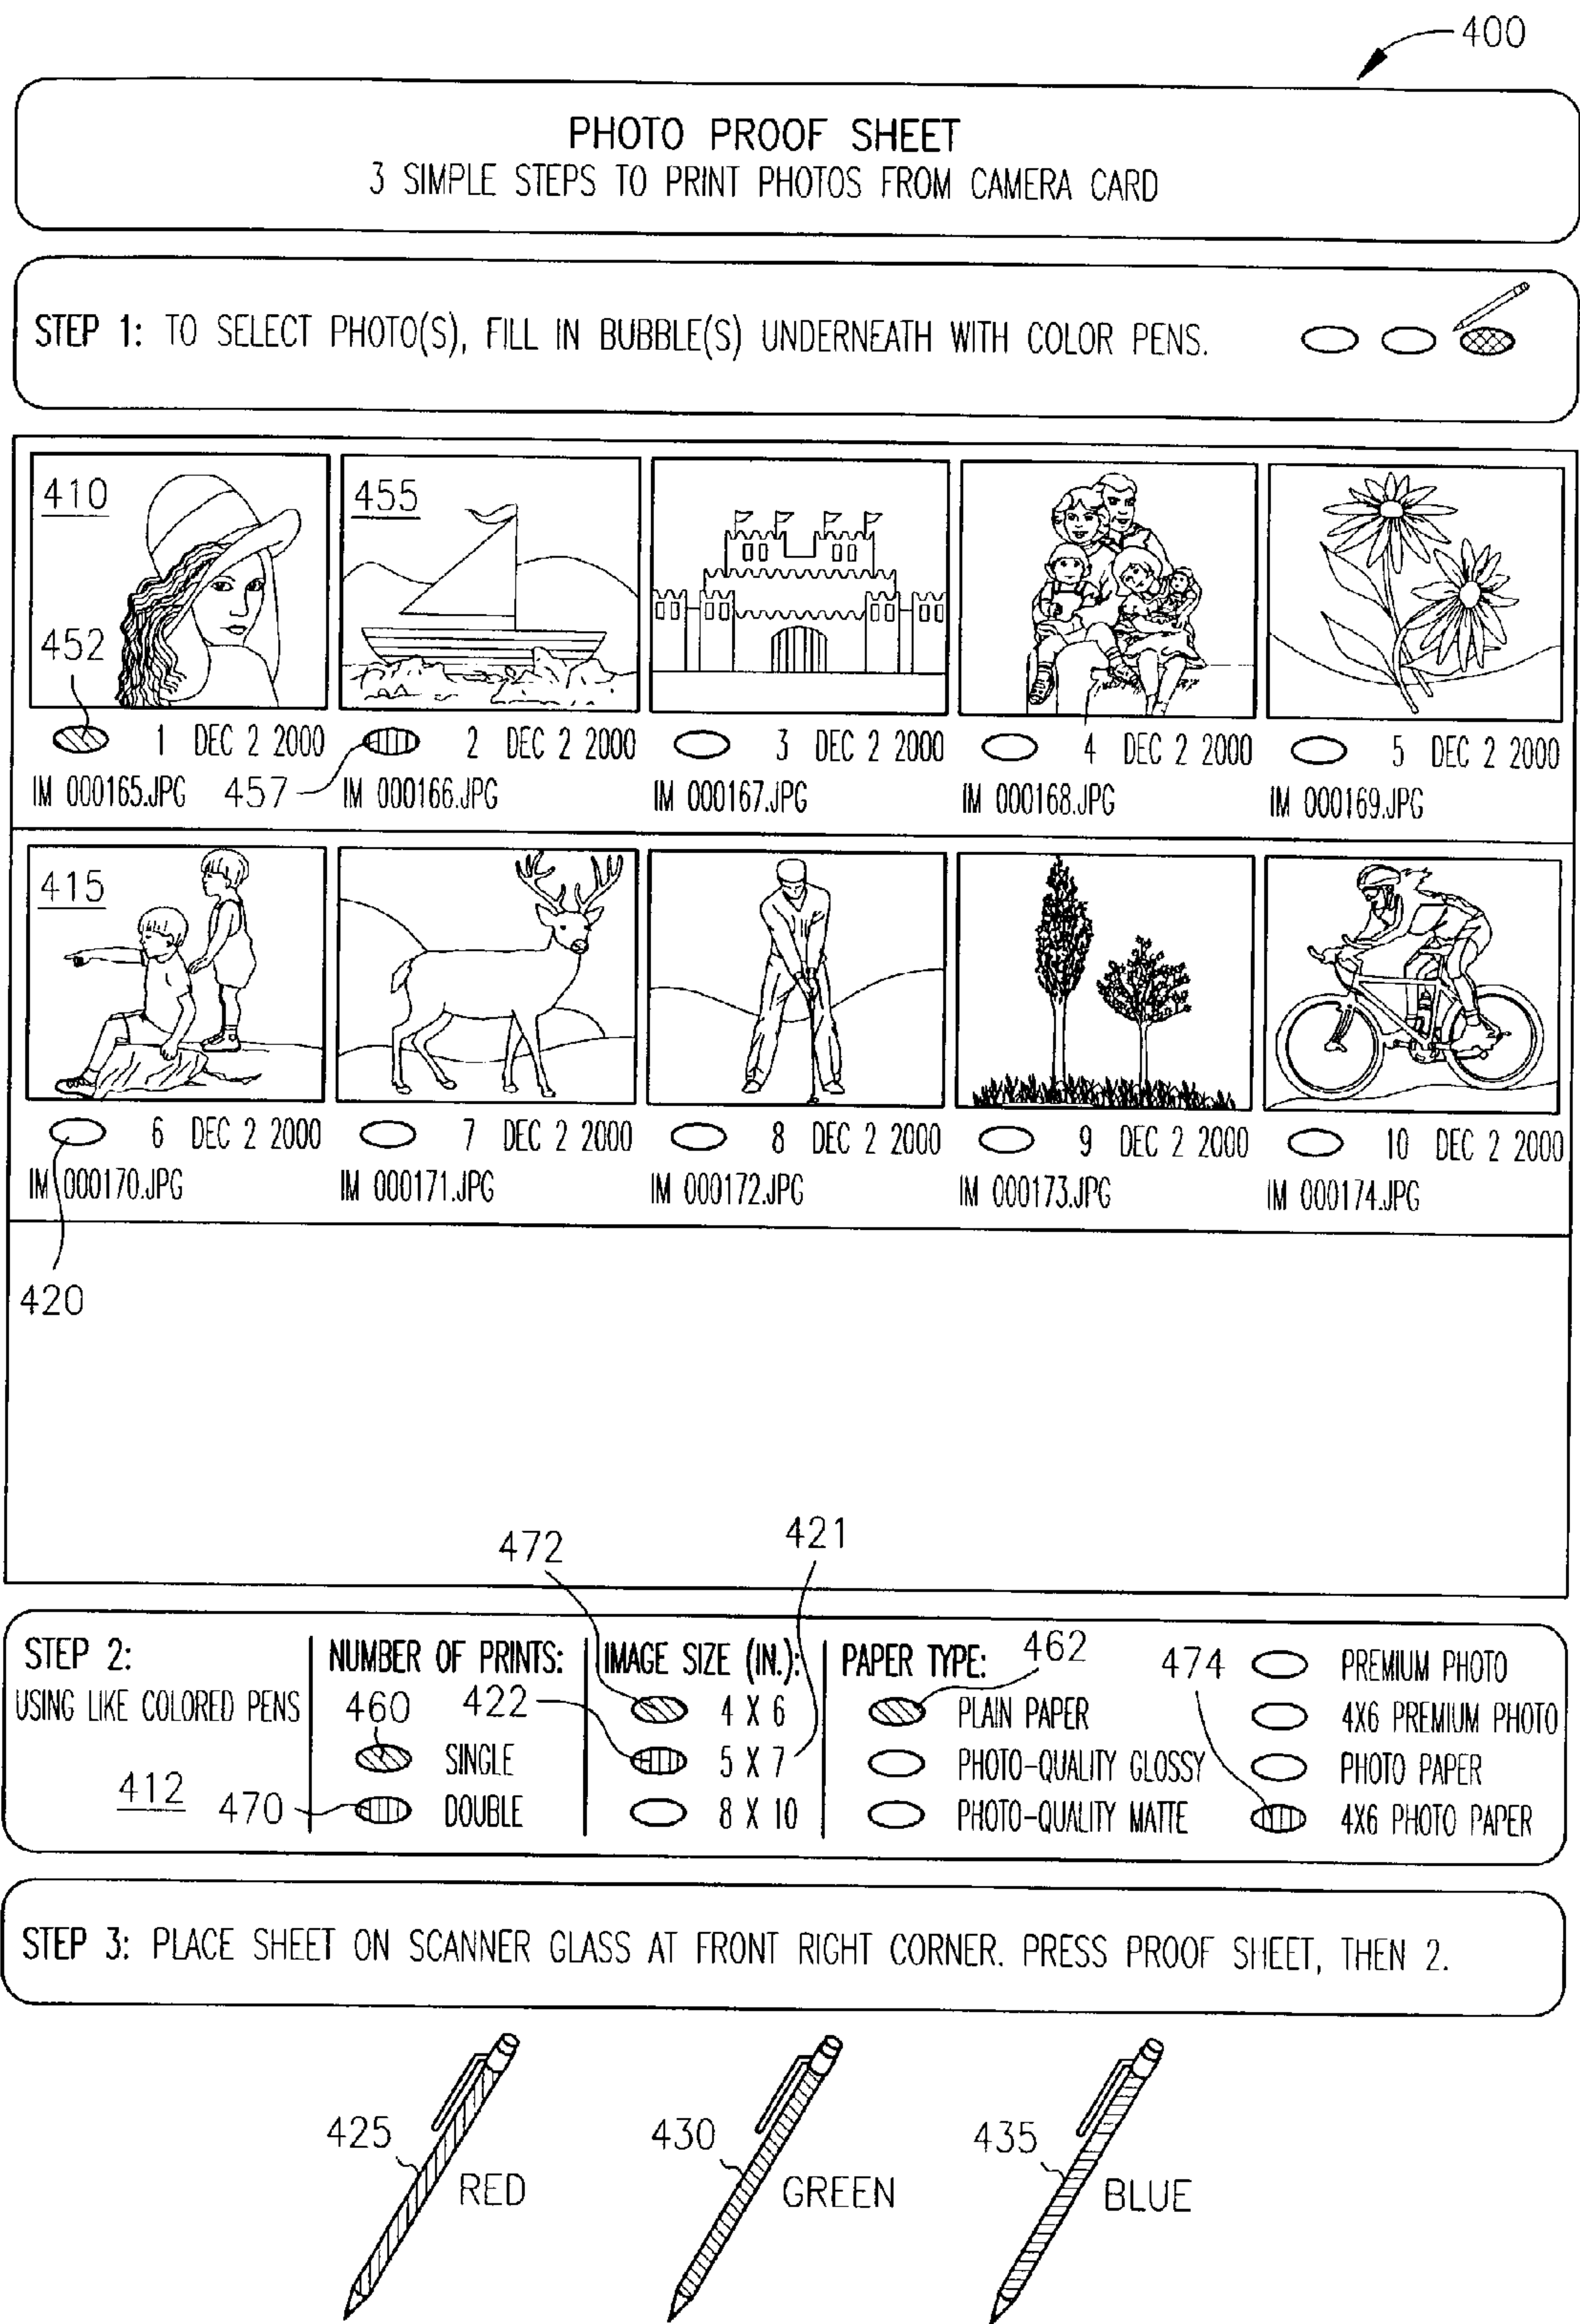 400
PHOTO PROOF SHEET
3 SIMPLE STEPS TO PRINT PHOTOS FROM CAMERA CARD
STEP 1: TO SELECT PHOTO(S), FILL IN BUBBLE(S) UNDERNEATH WITH COLOR PENS.
410 455
452
1 DEC 2 2000 2 DEC 2 2000 3 DEC 2 2000 4 DEC 2 2000 5 DEC 2 2000
IM 000165.JPG 457 IM 000166.JPG IM 000167.JPG IM 000168.JPG IM 000169.JPG
415
6 DEC 2 2000 7 DEC 2 2000 8 DEC 2 2000 9 DEC 2 2000 10 DEC 2 2000
IM 000170.JPG IM 000171.JPG IM 000172.JPG IM 000173.JPG IM 000174.JPG
420
472 421
STEP 2:
USING LIKE COLORED PENS
412
NUMBER OF PRINTS:
460 422
SINGLE
470 DOUBLE
IMAGE SIZE (IN.):
4 X 6
5 X 7
8 X 10
PAPER TYPE: 462
PLAIN PAPER
PHOTO-QUALITY GLOSSY
PHOTO-QUALITY MATTE
474 PREMIUM PHOTO
4X6 PREMIUM PHOTO
PHOTO PAPER
4X6 PHOTO PAPER
STEP 3: PLACE SHEET ON SCANNER GLASS AT FRONT RIGHT CORNER. PRESS PROOF SHEET, THEN 2.
425 RED
430 GREEN
435 BLUE